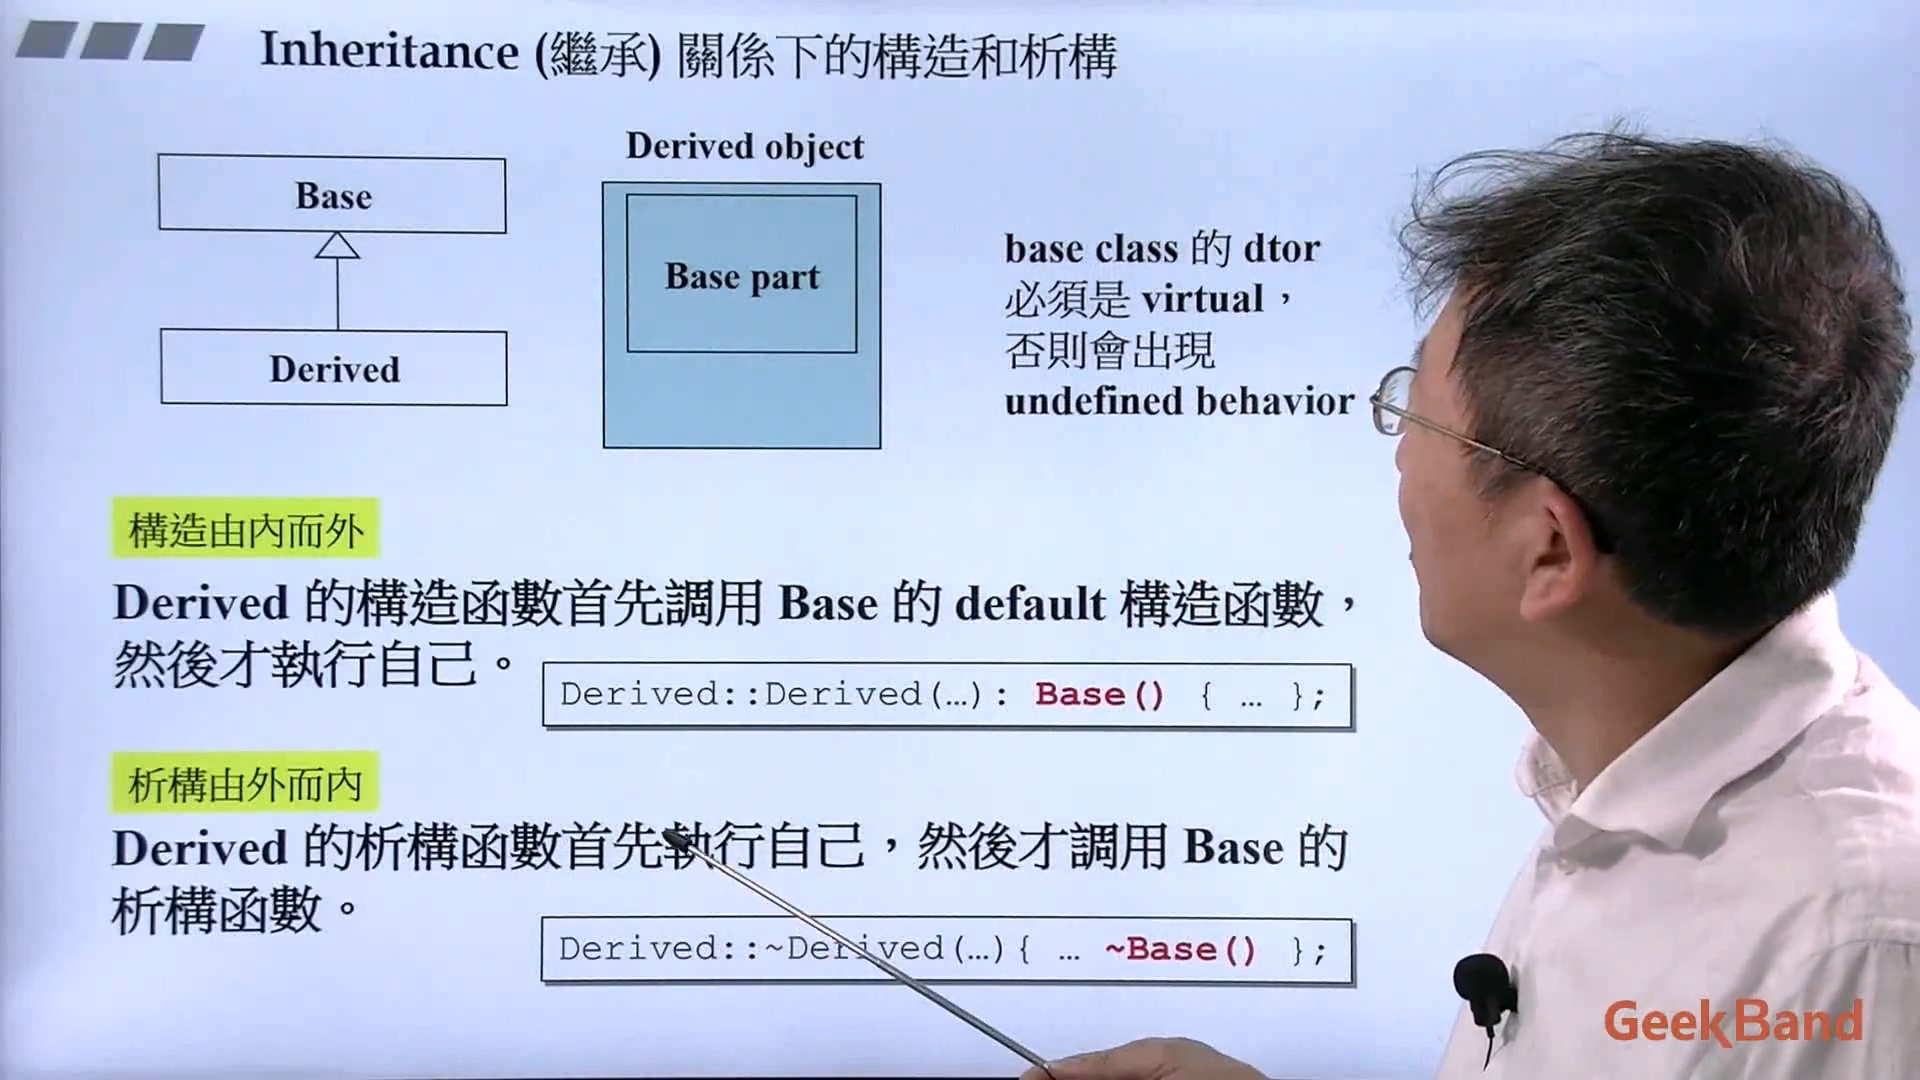 Inheritance (繼承) 關係下的構造和析構
Base
Derived
Derived object
Base part
base class 的 dtor
必須是 virtual，
否則會出現
undefined behavior
構造由內而外
Derived 的構造函數首先調用 Base 的 default 構造函數，
然後才執行自己。
Derived::Derived(…): Base() { … };
析構由外而內
Derived 的析構函數首先執行自己，然後才調用 Base 的
析構函數。
Derived::~Derived(…){ … ~Base() };
GeekBand